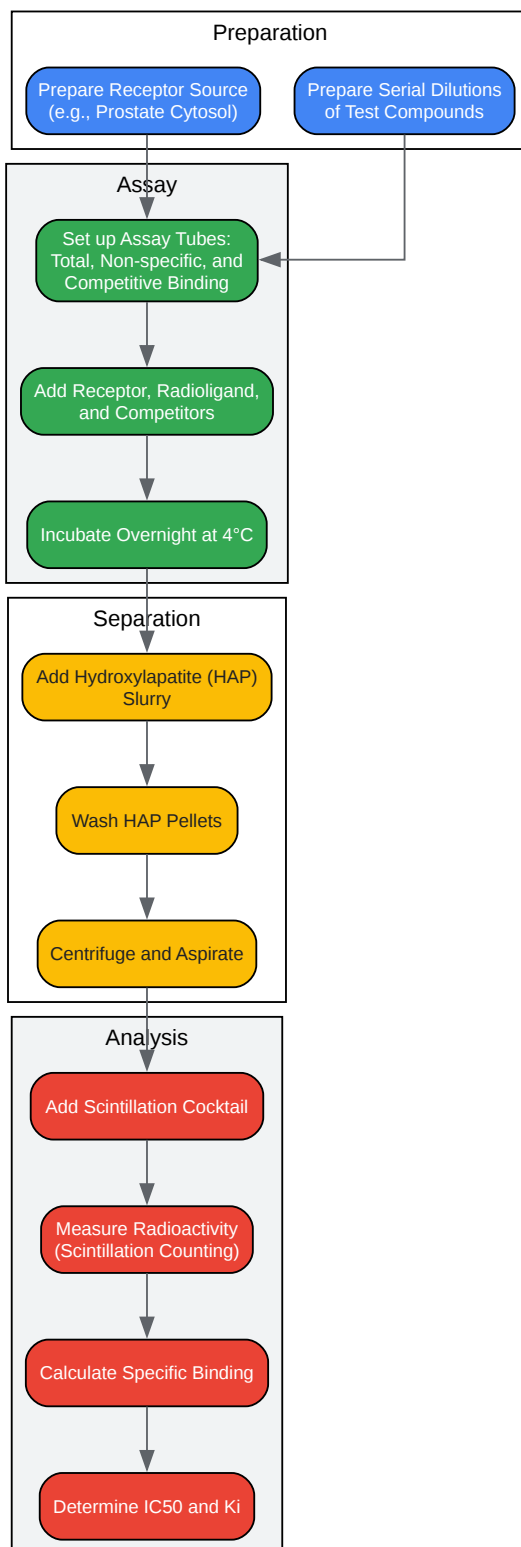 Preparation
Prepare Receptor Source
(e.g., Prostate Cytosol)
Prepare Serial Dilutions
of Test Compounds
Assay
Set up Assay Tubes:
Total, Non-specific, and
Competitive Binding
Add Receptor, Radioligand,
and Competitors
Incubate Overnight at 4°C
Separation
Add Hydroxylapatite (HAP)
Slurry
Wash HAP Pellets
Centrifuge and Aspirate
Analysis
Add Scintillation Cocktail
Measure Radioactivity
(Scintillation Counting)
Calculate Specific Binding
Determine IC50 and Ki